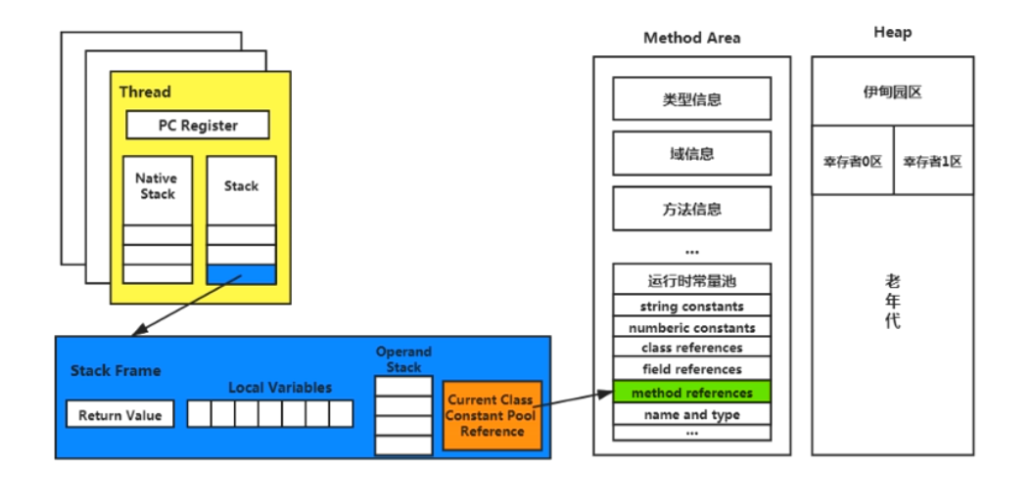 Thread
PC Register
Native
Stack
Stack
Stack Frame
Return Value
Local Variables
Operand
Stack
Current Class
Constant Pool
Reference
Method Area
类型信息
域信息
方法信息
...
运行时常量池
string constants
numberic constants
class references
field references
method references
name and type
...
Heap
伊甸园区
幸存者0区
幸存者1区
老
年
代